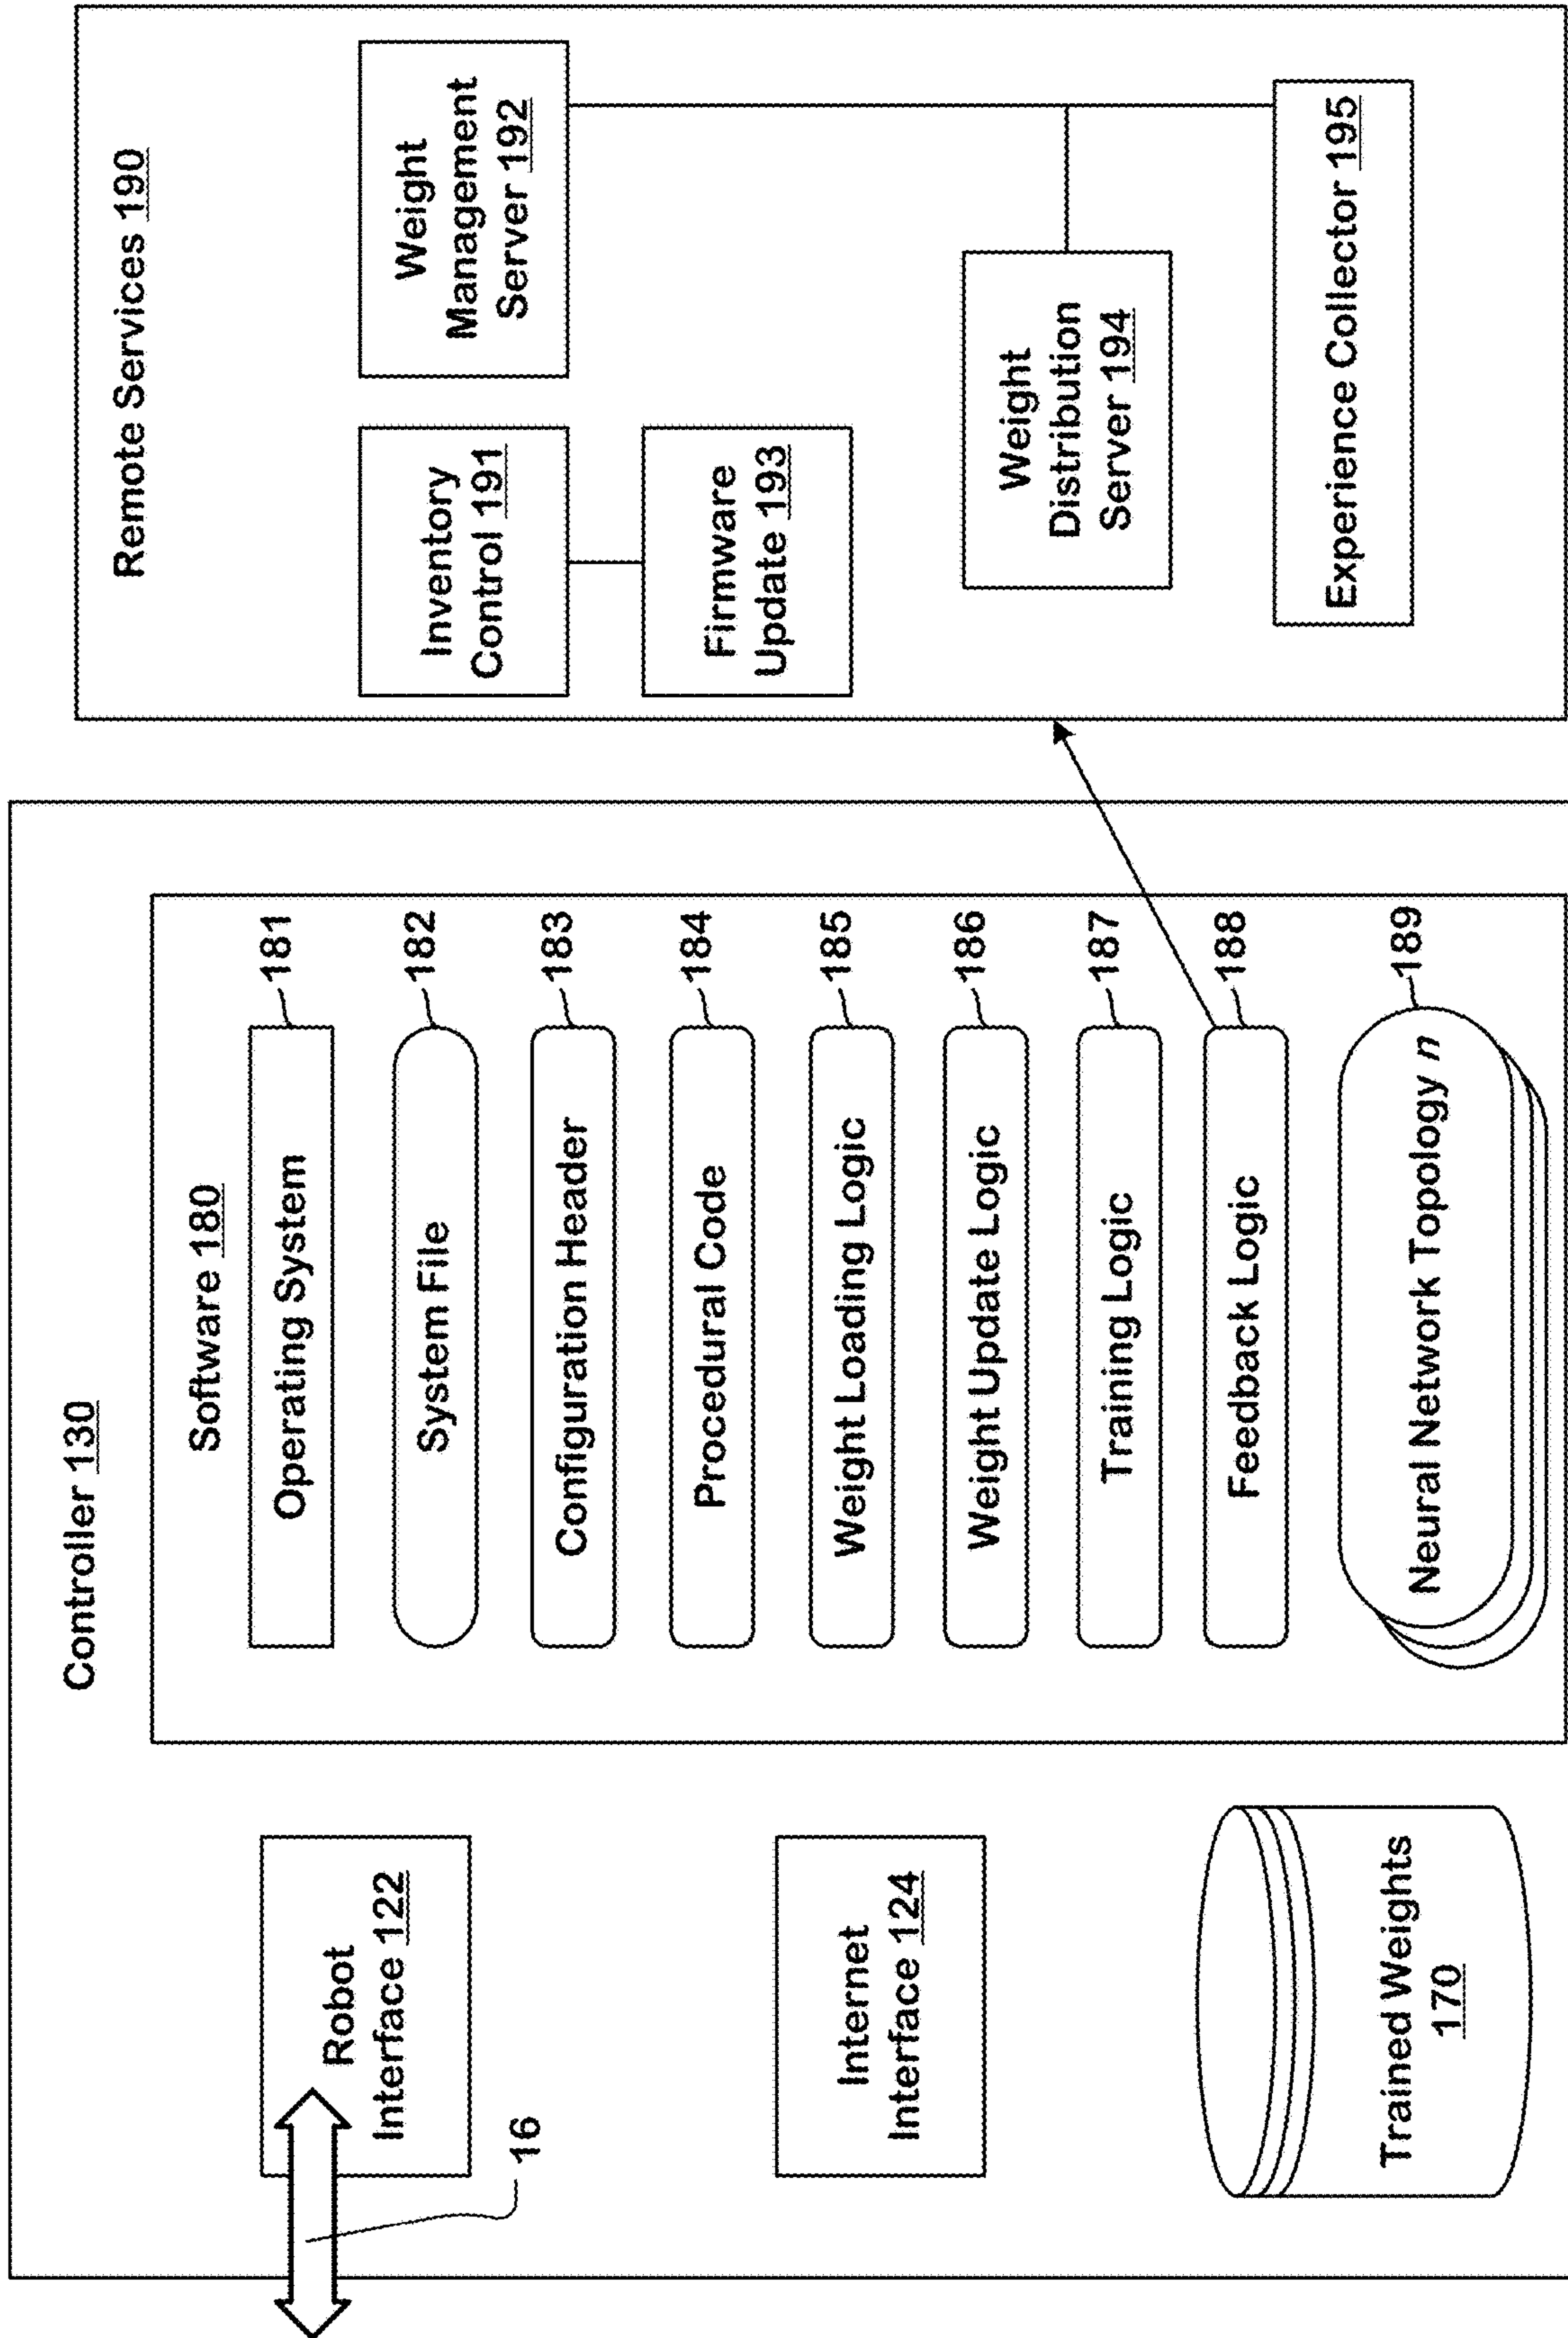 Controller 130
Robot
Interface 122
16
Internet
Interface 124
Trained Weights
170
Software 180
Operating System
181
System File
182
Configuration Header
183
Procedural Code
184
Weight Loading Logic
185
Weight Update Logic
186
Training Logic
187
Feedback Logic
188
Neural Network Topology n
189
Remote Services 190
Inventory
Control 191
Weight
Management
Server 192
Firmware
Update 193
Weight
Distribution
Server 194
Experience Collector 195